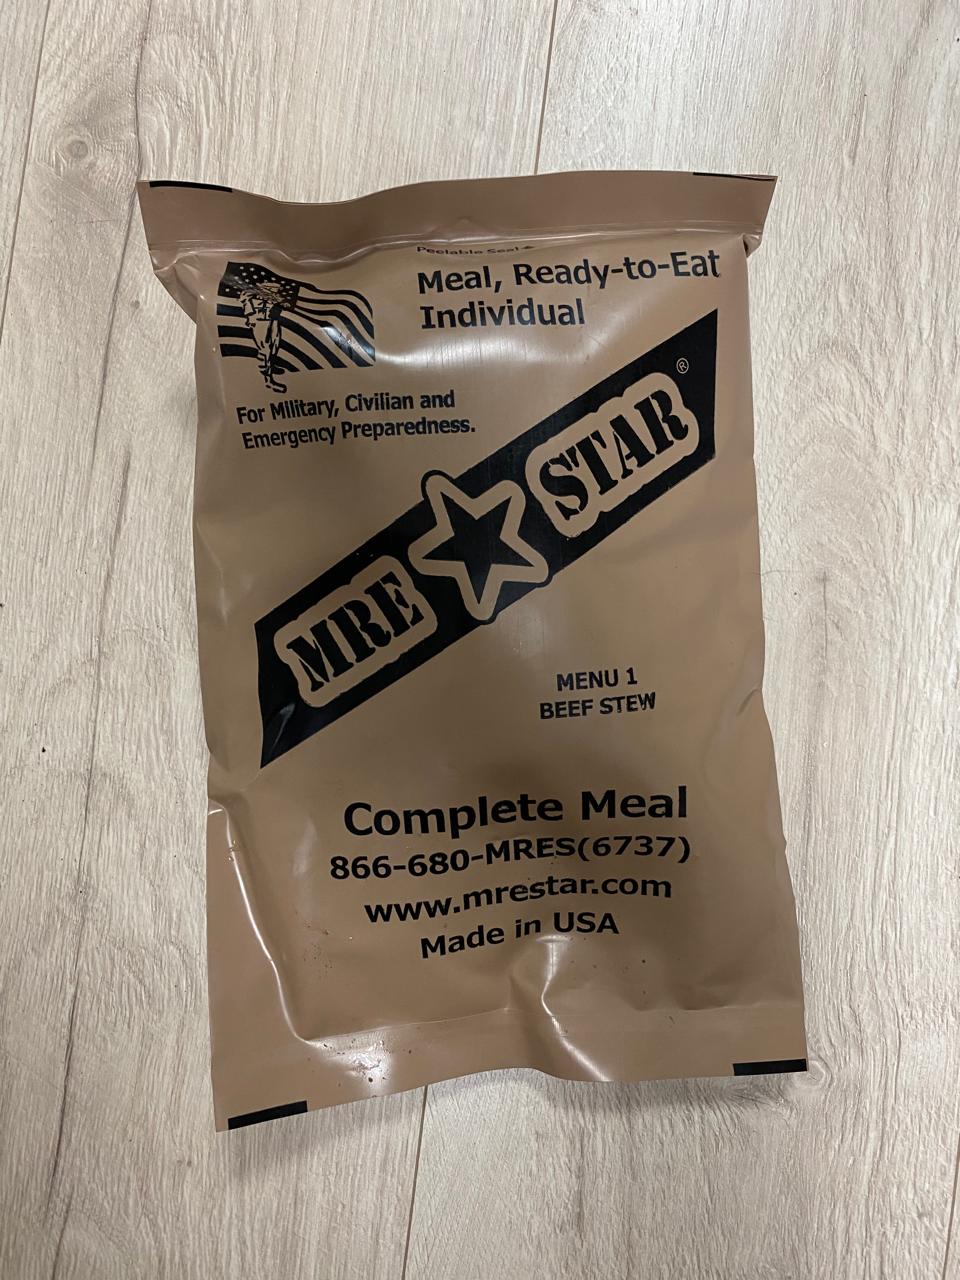 Peelable Seal
Meal, Ready-to-Eat
Individual
For Military, Civilian and
Emergency Preparedness.
MRE STAR®
MENU 1
BEEF STEW
Complete Meal
866-680-MRES(6737)
www.mrestar.com
Made in USA